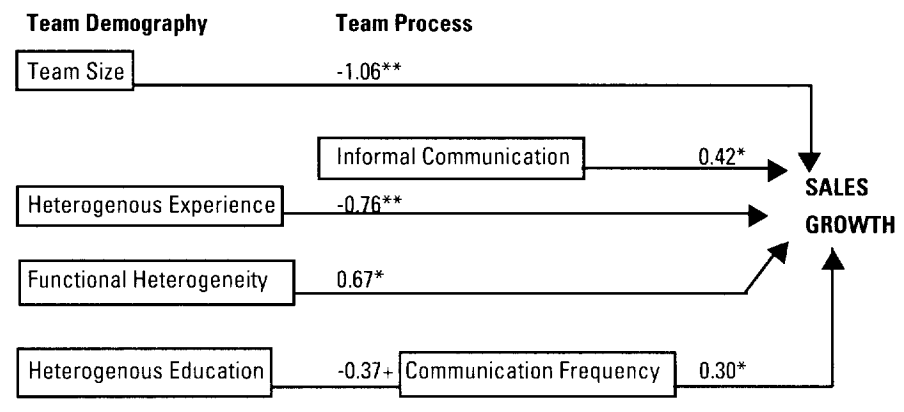 Team Demography Team Process
Team Size -1.06**
Informal Communication 0.42*
SALES
Heterogenous Experience -0.76**
GROWTH
Functional Heterogeneity 0.67*
Heterogenous Education -0.37+ Communication Frequency 0.30*